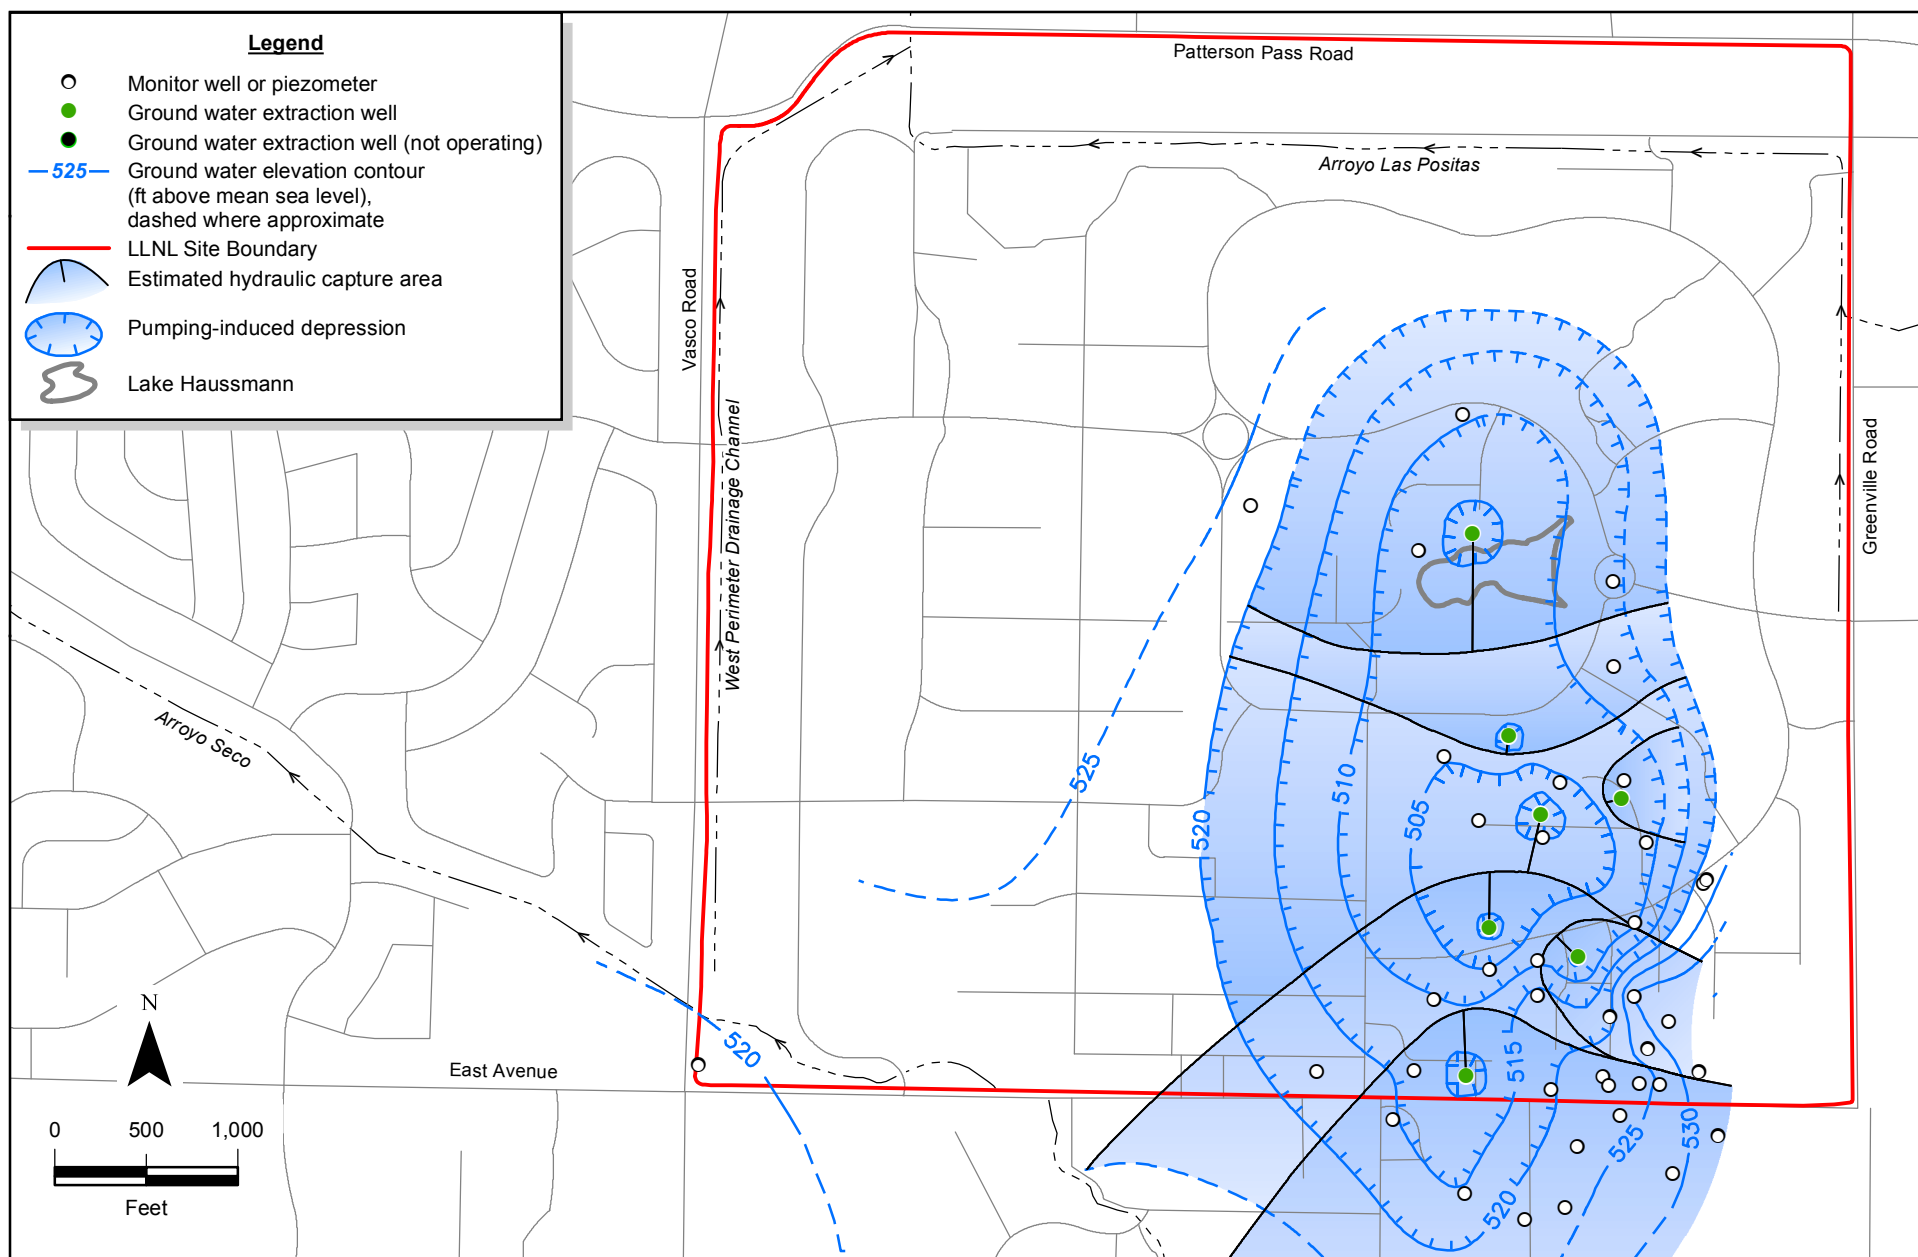 Legend
Monitor well or piezometer
Ground water extraction well
Ground water extraction well (not operating)
525
Ground water elevation contour
(ft above mean sea level),
dashed where approximate
LLNL Site Boundary
Estimated hydraulic capture area
Pumping-induced depression
Lake Haussmann
Patterson Pass Road
Arroyo Las Positas
Vasco Road
West Perimeter Drainage Channel
Greenville Road
Arroyo Seco
525
510
505
520
N
East Avenue
520
515
525
530
520
0 500 1,000
Feet